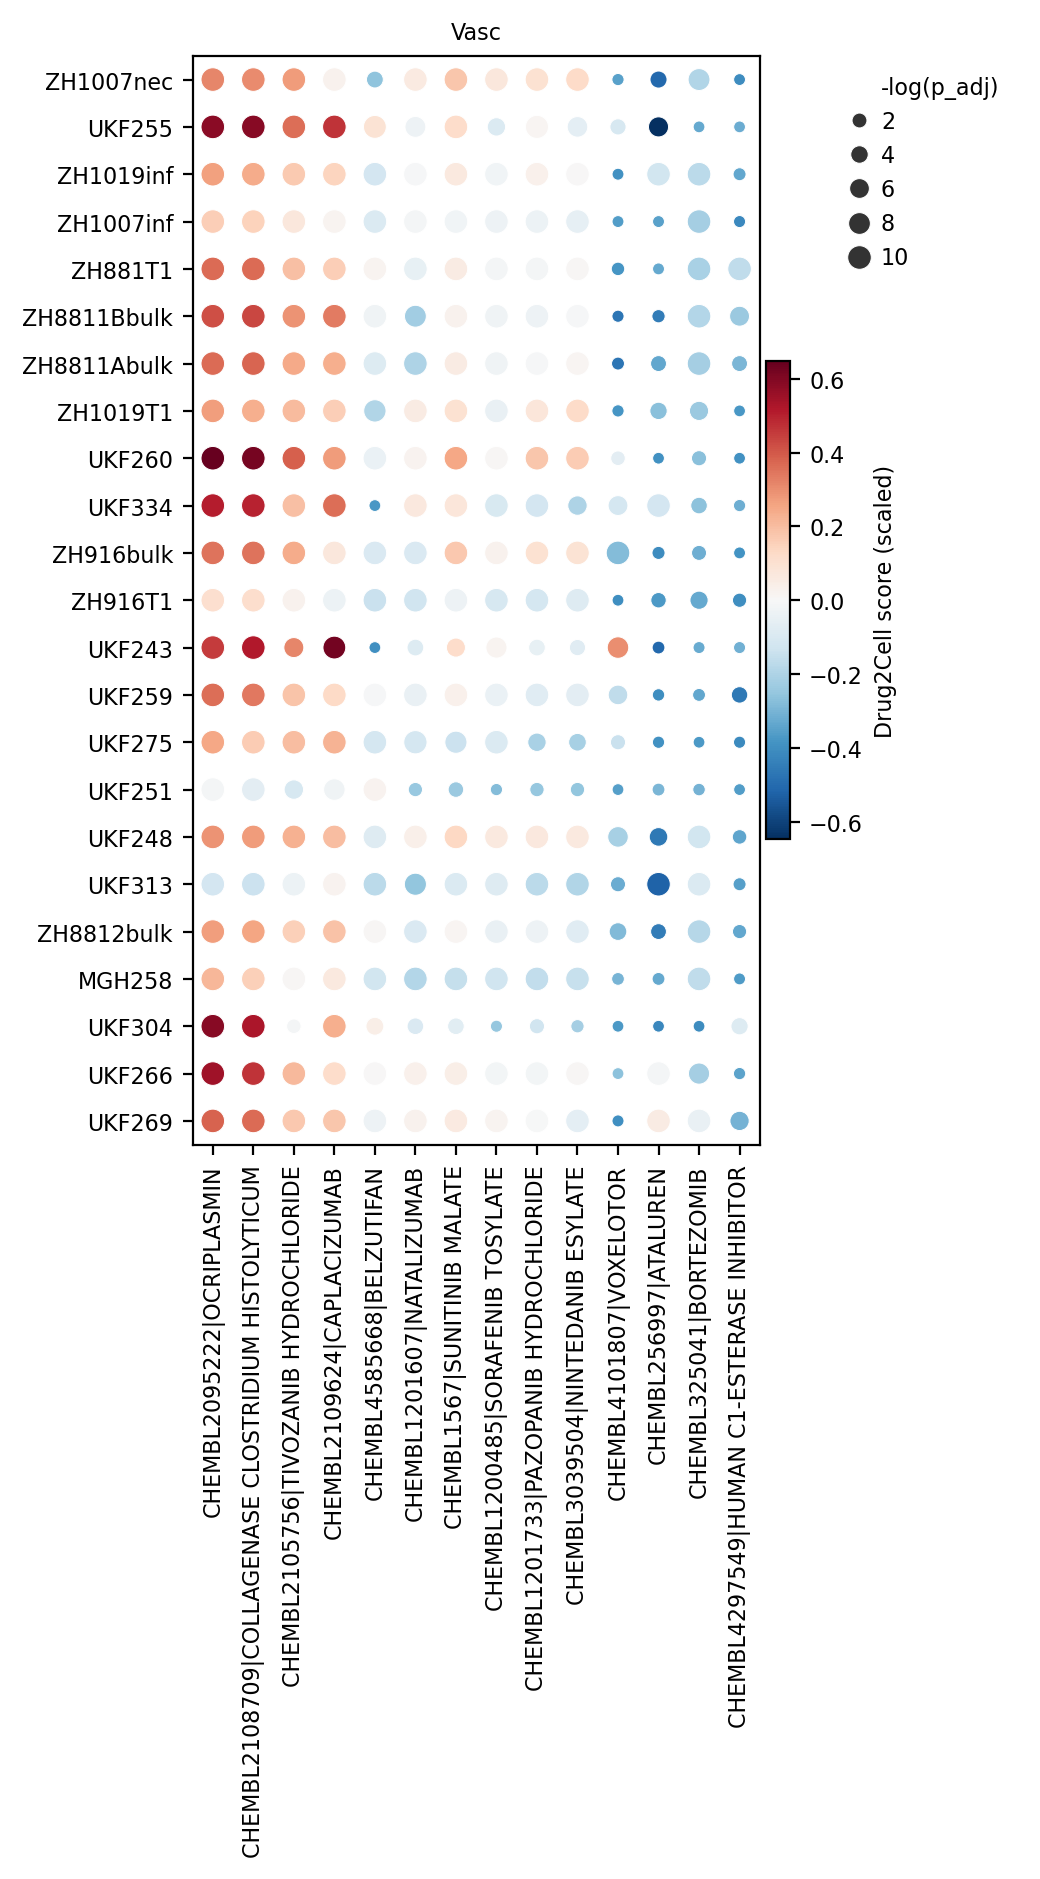 Vasc
ZH1007nec
UKF255
ZH1019inf
ZH1007inf
ZH881T1
ZH8811Bbulk
ZH8811Abulk
ZH1019T1
UKF260
UKF334
ZH916bulk
ZH916T1
UKF243
UKF259
UKF275
UKF251
UKF248
UKF313
ZH8812bulk
MGH258
UKF304
UKF266
UKF269
CHEMBL2095222|OCRIPLASMIN
CHEMBL2108709|COLLAGENASE CLOSTRIDIUM HISTOLYTICUM
CHEMBL2105756|TIVOZANIB HYDROCHLORIDE
CHEMBL2109624|CAPLACIZUMAB
CHEMBL4585668|BELZUTIFAN
CHEMBL1201607|NATALIZUMAB
CHEMBL1567|SUNITINIB MALATE
CHEMBL1200485|SORAFENIB TOSYLATE
CHEMBL1201733|PAZOPANIB HYDROCHLORIDE
CHEMBL3039504|NINTEDANIB ESYLATE
CHEMBL4101807|VOXELOTOR
CHEMBL256997|ATALUREN
CHEMBL325041|BORTEZOMIB
CHEMBL4297549|HUMAN C1-ESTERASE INHIBITOR
-log(p_adj)
2
4
6
8
10
0.6
0.4
0.2
0.0
−0.2
−0.4
−0.6
Drug2Cell score (scaled)